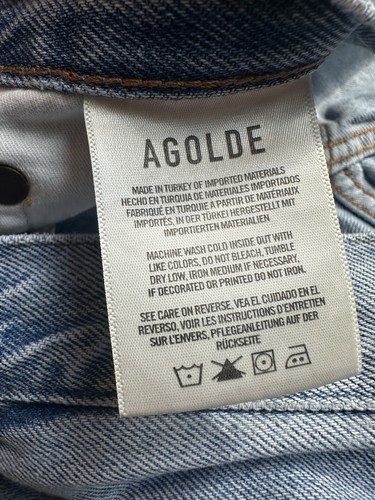 AGOLDE
MADE IN TURKEY OF IMPORTED MATERIALS
HECHO EN TURQUIA DE MATERIALES IMPORTADOS
FABRIQUÉ EN TURQUIE A PARTIR DE MATÉRIAUX
IMPORTÉS, IN DER TÜRKEI HERGESTELLT MIT
IMPORTIERTEN MATERIALIEN
MACHINE WASH COLD INSIDE OUT WITH
LIKE COLORS, DO NOT BLEACH, TUMBLE
DRY LOW, IRON MEDIUM IF NECESSARY,
IF DECORATED OR PRINTED DO NOT IRON.
SEE CARE ON REVERSE, VEA EL CUIDADO EN EL
REVERSO, VOIR LES INSTRUCTIONS D'ENTRETIEN
SUR L'ENVERS, PFLEGEANLEITUNG AUF DER
RÜCKSEITE